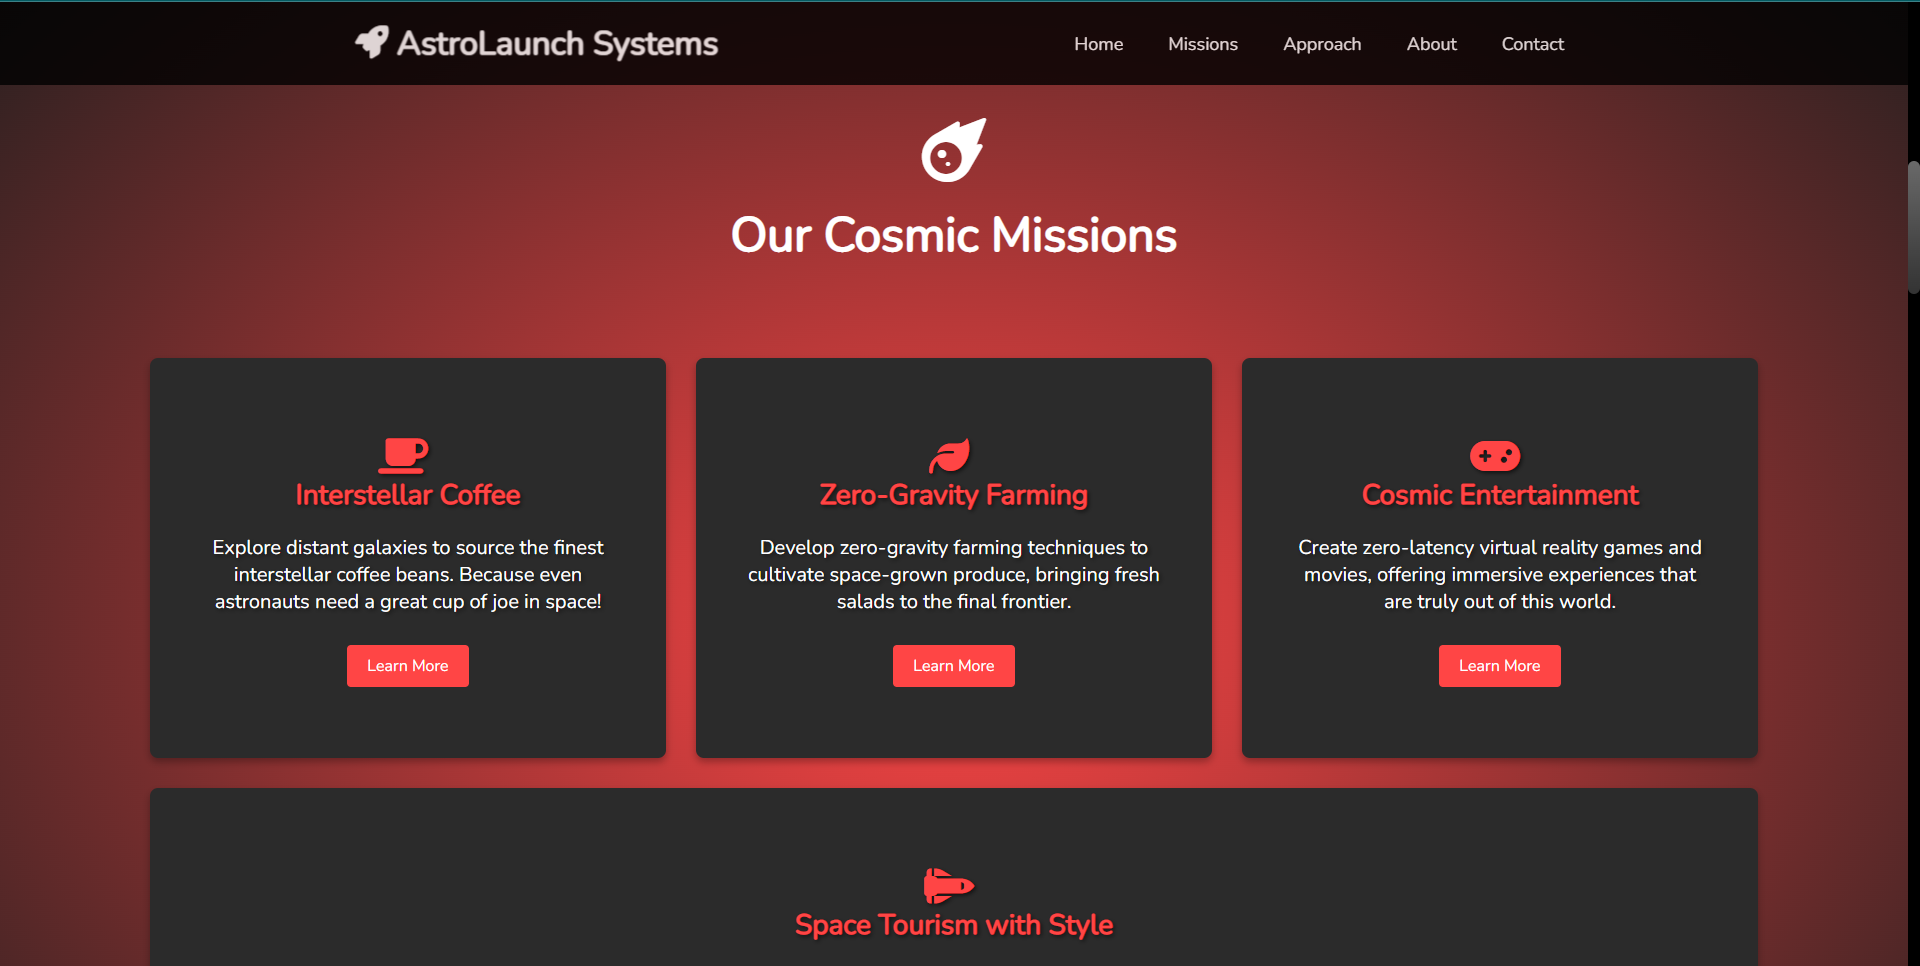 AstroLaunch Systems
Home Missions Approach About Contact
Our Cosmic Missions
Interstellar Coffee
Explore distant galaxies to source the finest
interstellar coffee beans. Because even
astronauts need a great cup of joe in space!
Learn More
Zero-Gravity Farming
Develop zero-gravity farming techniques to
cultivate space-grown produce, bringing fresh
salads to the final frontier.
Learn More
Cosmic Entertainment
Create zero-latency virtual reality games and
movies, offering immersive experiences that
are truly out of this world.
Learn More
Space Tourism with Style